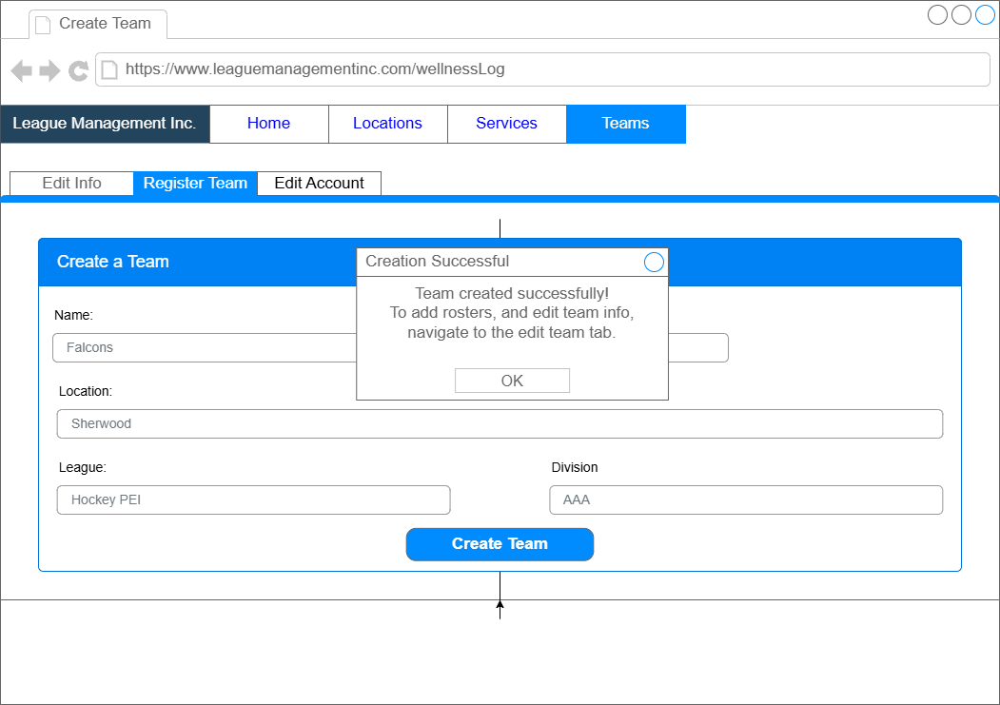 Create Team
https://www.leaguemanagementinc.com/wellnessLog
League Management Inc. Home Locations Services Teams
Edit Info Register Team Edit Account
Create a Team
Creation Successful
Team created successfully!
To add rosters, and edit team info,
navigate to the edit team tab.
OK
Name:
Falcons
Location:
Sherwood
League: Division
Hockey PEI AAA
Create Team